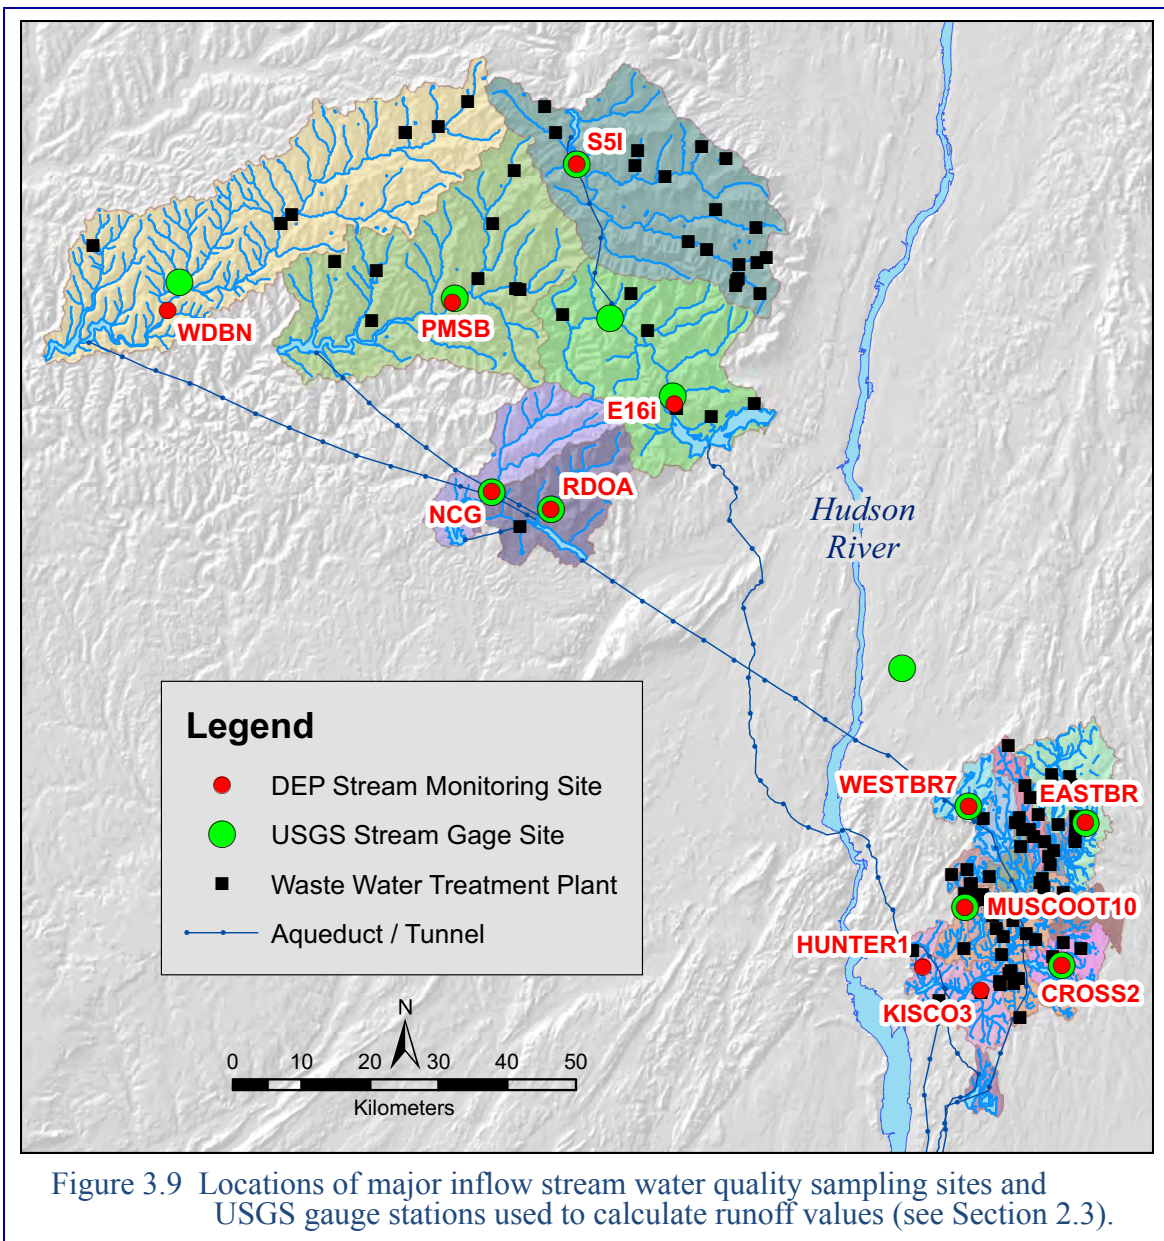 S5I
WDBN
PMSB
E16i
NCG
RDOA
Hudson
River
WESTBR7
EASTBR
MUSCOOT10
HUNTER1
KISCO3
CROSS2
Legend
DEP Stream Monitoring Site
USGS Stream Gage Site
Waste Water Treatment Plant
Aqueduct / Tunnel
N
0 10 20 30 40 50
Kilometers
Figure 3.9 Locations of major inflow stream water quality sampling sites and
USGS gauge stations used to calculate runoff values (see Section 2.3).